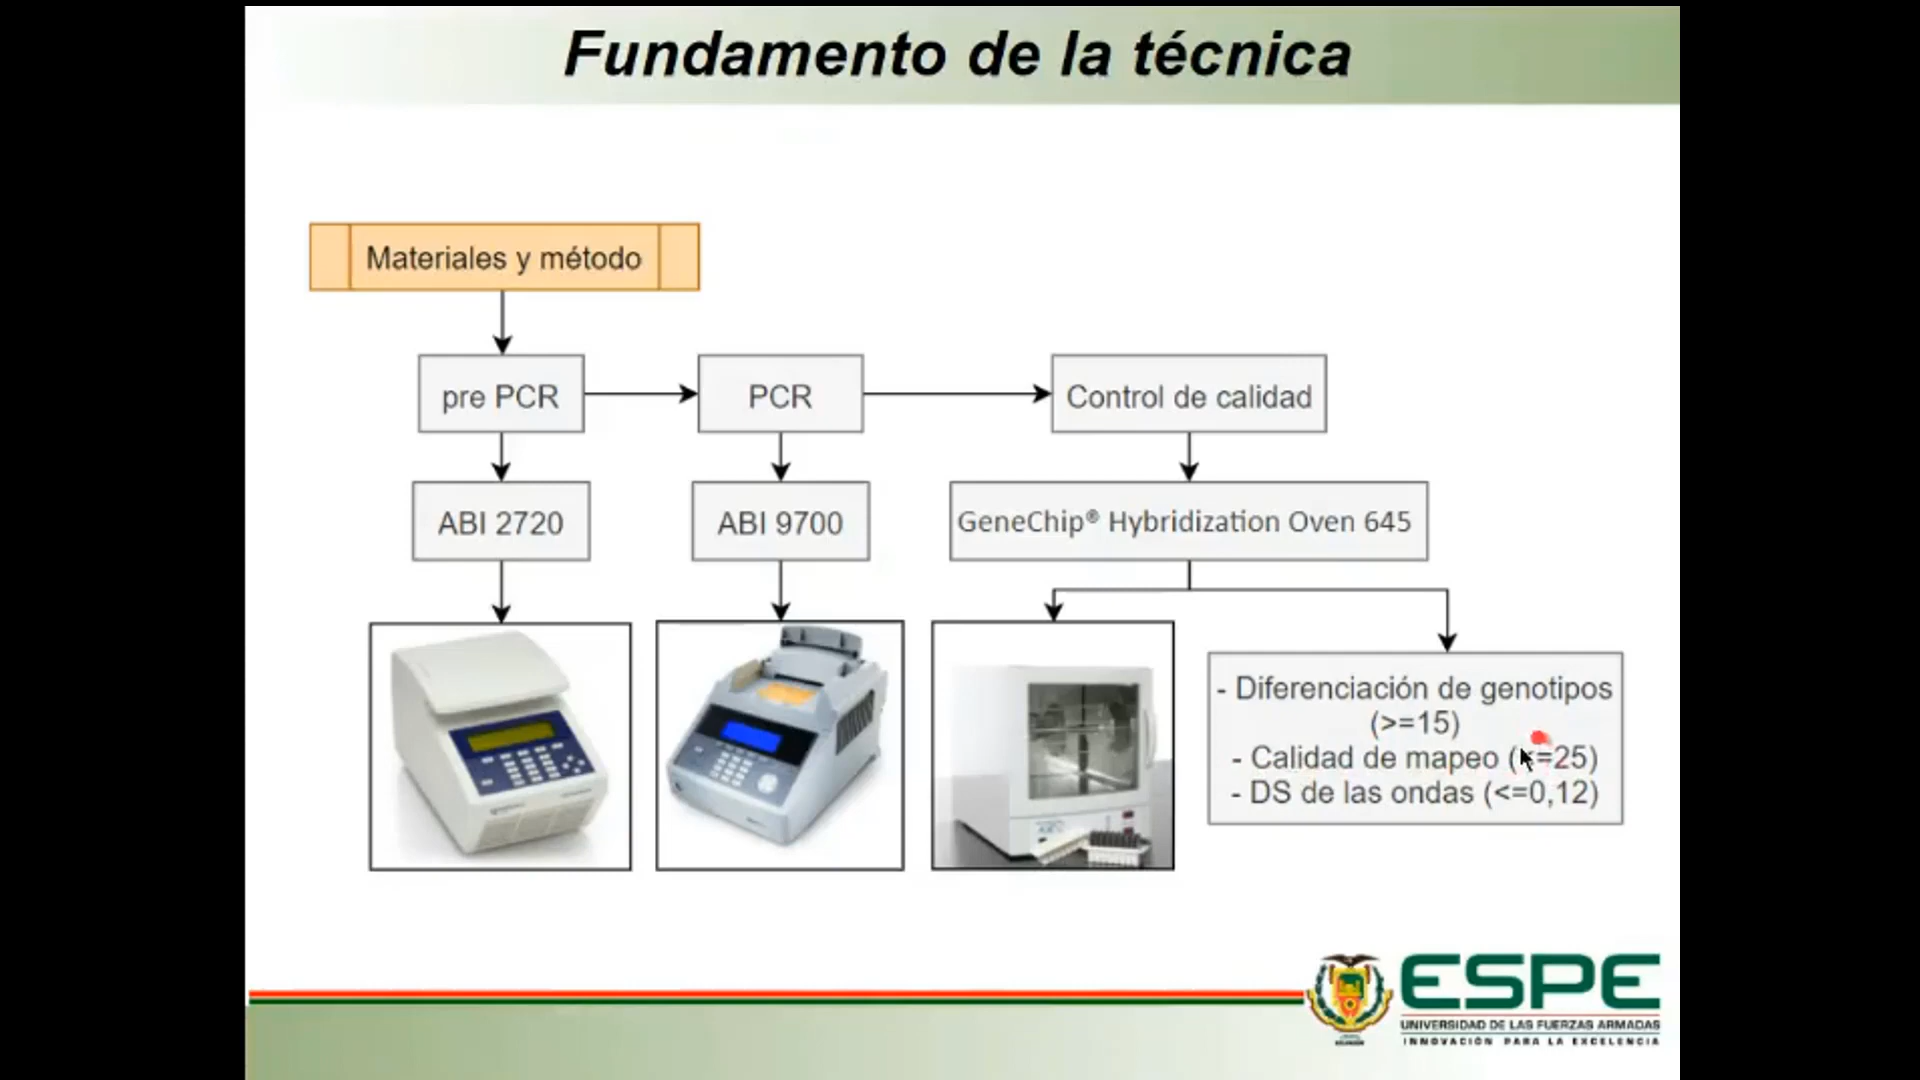 Fundamento de la técnica
Materiales y método
pre PCR
PCR
Control de calidad
ABI 2720
ABI 9700
GeneChip® Hybridization Oven 645
- Diferenciación de genotipos
(>=15)
- Calidad de mapeo (<=25)
- DS de las ondas (<=0,12)
ESPE
UNIVERSIDAD DE LAS FUERZAS ARMADAS
INNOVACIÓN PARA LA EXCELENCIA